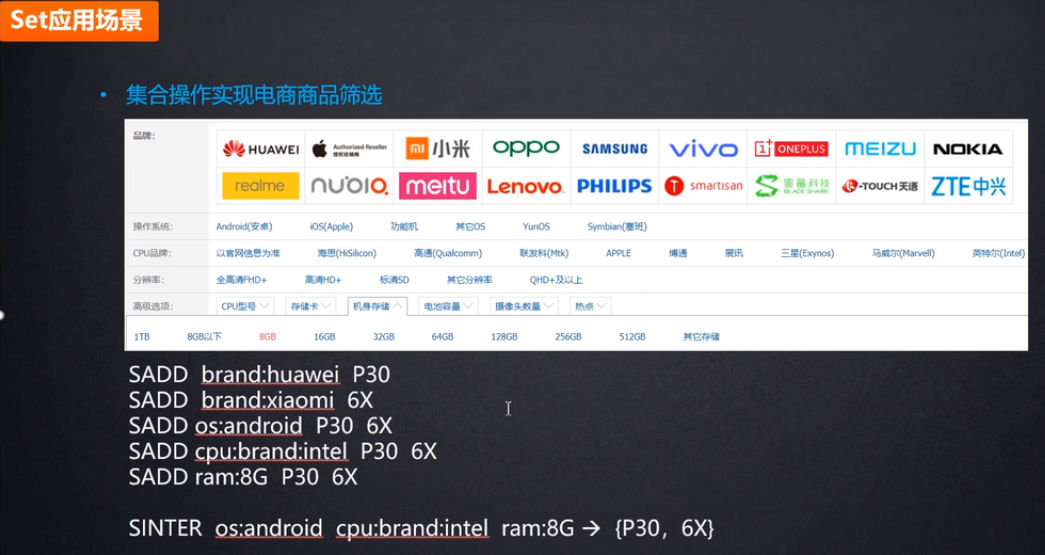 Set应用场景
• 集合操作实现电商商品筛选
品牌: HUAWEI Authorized Reseller 授权经销商 小米 oppo SAMSUNG vivo 1+ ONEPLUS MEIZU NOKIA
realme nubia meitu Lenovo PHILIPS T smartisan 黑鲨科技 BLACK SHARK K-TOUCH天语 ZTE中兴
操作系统: Android(安卓) iOS(Apple) 功能机 其它OS YunOS Symbian(塞班)
CPU品牌: 以官网信息为准 海思(HiSilicon) 高通(Qualcomm) 联发科(Mtk) APPLE 博通 展讯 三星(Exynos) 马威尔(Marvell) 英特尔(Intel)
分辨率: 全高清FHD+ 高清HD+ 标清SD 其它分辨率 QHD+及以上
高级选项: CPU型号 存储卡 机身存储 电池容量 摄像头数量 热点
1TB 8GB以下 8GB 16GB 32GB 64GB 128GB 256GB 512GB 其它存储
SADD brand:huawei P30
SADD brand:xiaomi 6X
SADD os:android P30 6X
SADD cpu:brand:intel P30 6X
SADD ram:8G P30 6X
SINTER os:android cpu:brand:intel ram:8G → {P30，6X}